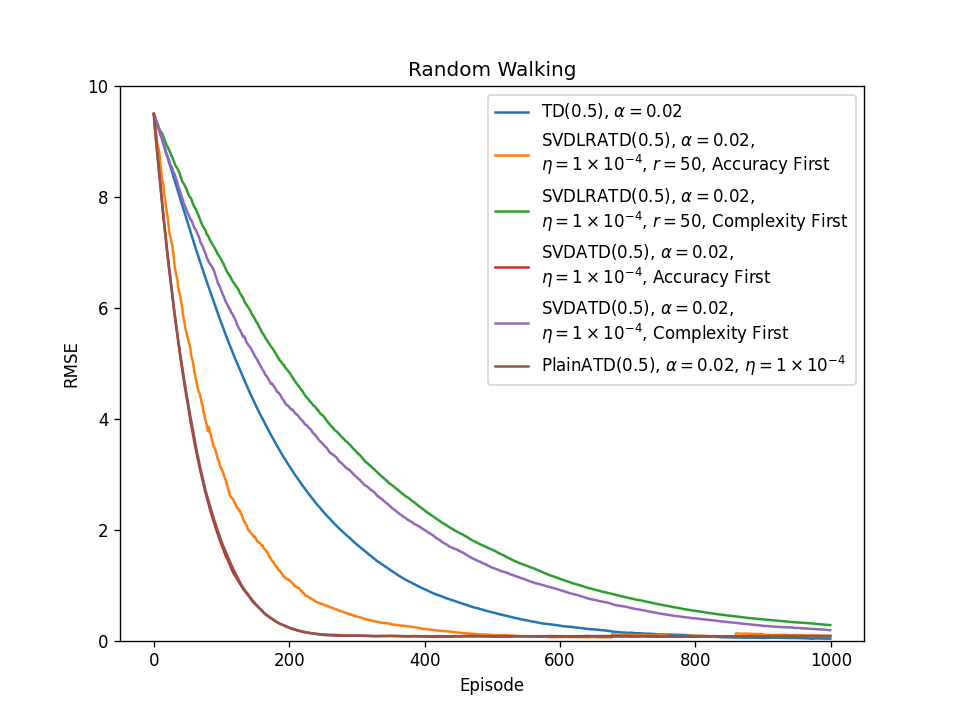 Random Walking
10
8
6
4
2
0
RMSE
TD(0.5), α = 0.02
SVDLRATD(0.5), α = 0.02,
η = 1 × 10⁻⁴, r = 50, Accuracy First
SVDLRATD(0.5), α = 0.02,
η = 1 × 10⁻⁴, r = 50, Complexity First
SVDATD(0.5), α = 0.02,
η = 1 × 10⁻⁴, Accuracy First
SVDATD(0.5), α = 0.02,
η = 1 × 10⁻⁴, Complexity First
PlainATD(0.5), α = 0.02, η = 1 × 10⁻⁴
0 200 400 600 800 1000
Episode